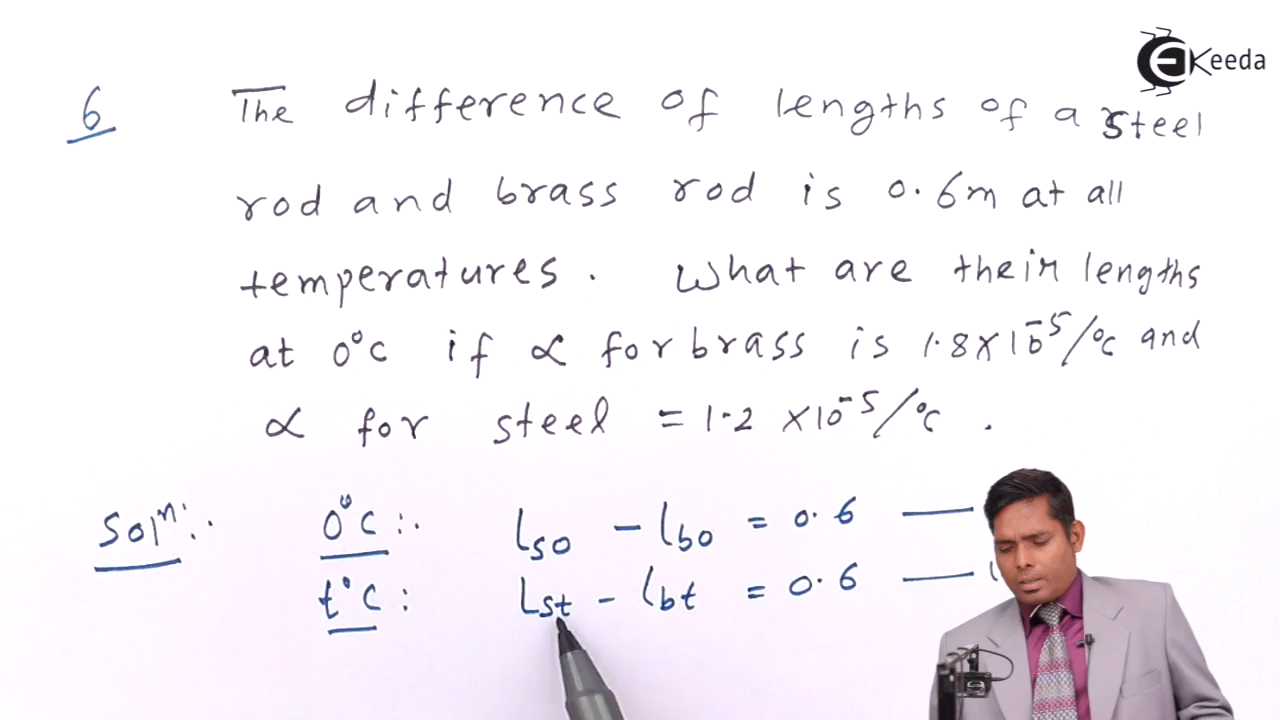 EKeeda
6 The difference of lengths of a steel
rod and brass rod is 0.6m at all
temperatures. What are their lengths
at 0°C if α for brass is 1.8×10⁻⁵/°C and
α for steel = 1.2 ×10⁻⁵/°C .
Solⁿ:. 0°C:. lso - lbo = 0.6 —
t°C: Lst - lbt = 0.6 — (